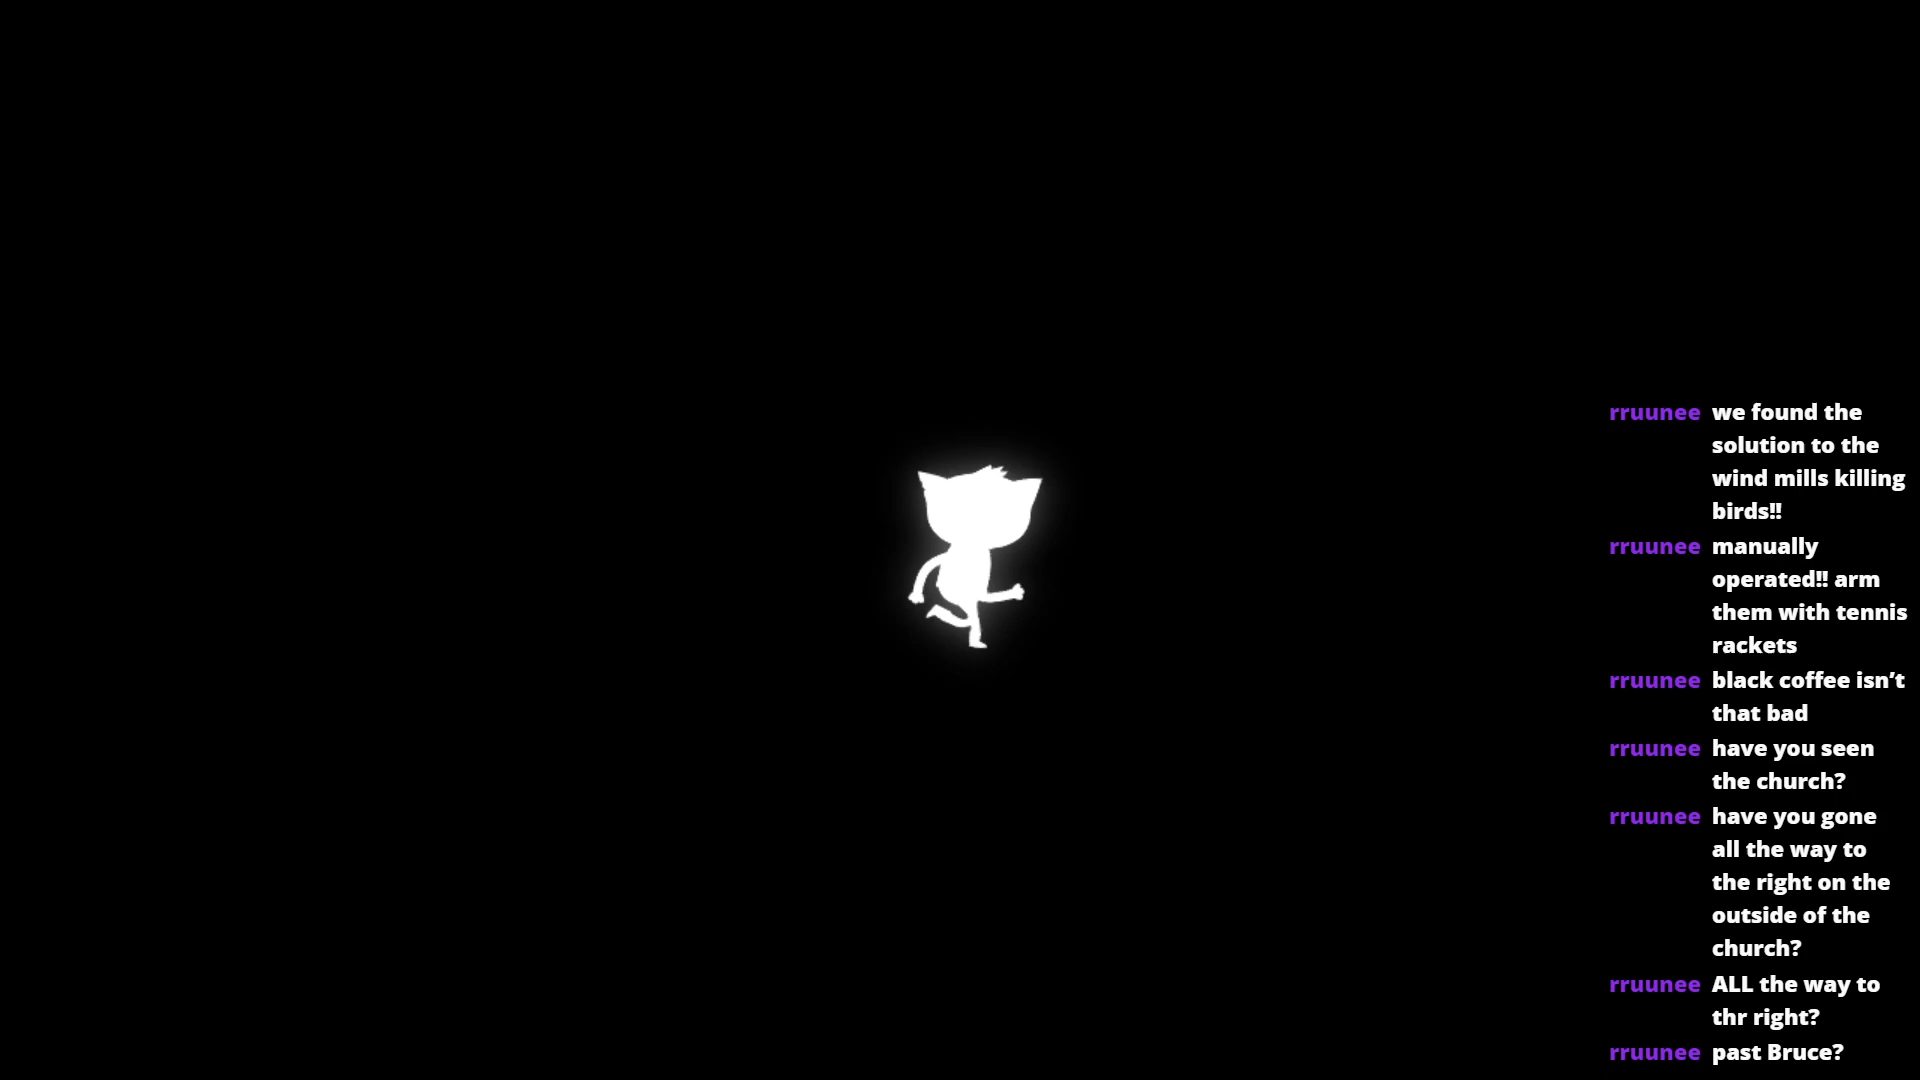 rruunee we found the
solution to the
wind mills killing
birds!!
rruunee manually
operated!! arm
them with tennis
rackets
rruunee black coffee isn’t
that bad
rruunee have you seen
the church?
rruunee have you gone
all the way to
the right on the
outside of the
church?
rruunee ALL the way to
thr right?
rruunee past Bruce?